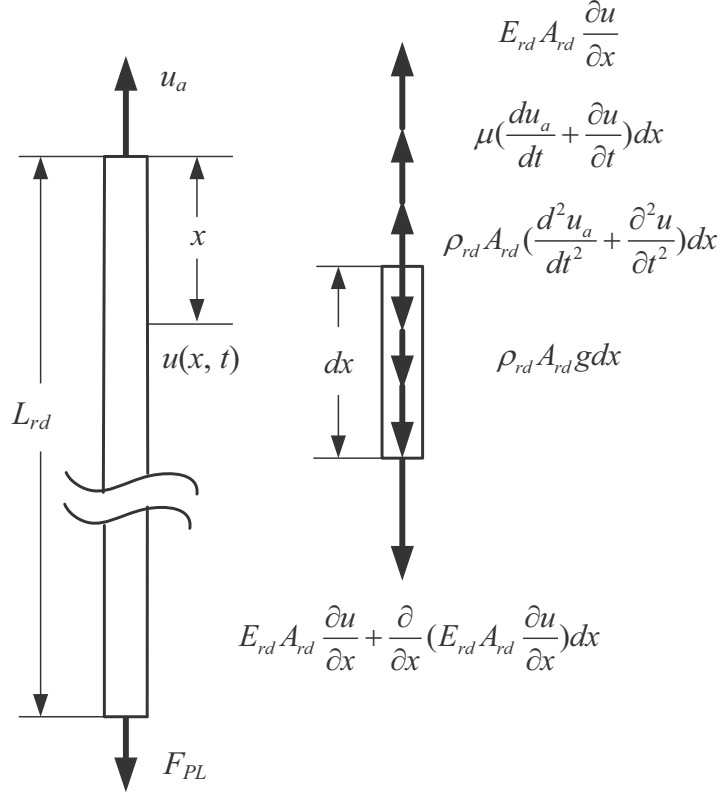 u_a
x
u(x, t)
L_{rd}
F_{PL}
E_{rd} A_{rd} \frac{\partial u}{\partial x}
\mu(\frac{du_a}{dt} + \frac{\partial u}{\partial t})dx
\rho_{rd} A_{rd} (\frac{d^2 u_a}{dt^2} + \frac{\partial^2 u}{\partial t^2})dx
dx
\rho_{rd} A_{rd} g dx
E_{rd} A_{rd} \frac{\partial u}{\partial x} + \frac{\partial}{\partial x}(E_{rd} A_{rd} \frac{\partial u}{\partial x})dx